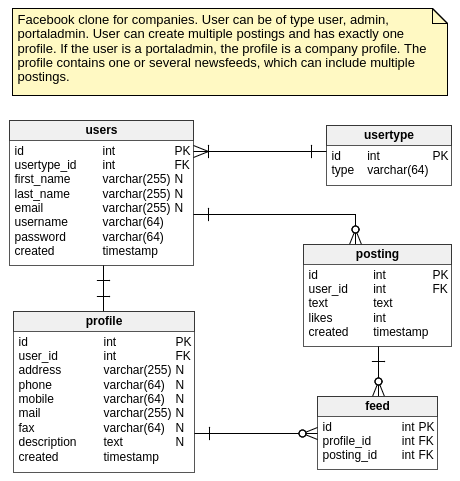 Facebook clone for companies. User can be of type user, admin,
portaladmin. User can create multiple postings and has exactly one
profile. If the user is a portaladmin, the profile is a company profile. The
profile contains one or several newsfeeds, which can include multiple
postings.
users
id int PK
usertype_id int FK
first_name varchar(255) N
last_name varchar(255) N
email varchar(255) N
username varchar(64)
password varchar(64)
created timestamp
usertype
id int PK
type varchar(64)
posting
id int PK
user_id int FK
text text
likes int
created timestamp
profile
id int PK
user_id int FK
address varchar(255) N
phone varchar(64) N
mobile varchar(64) N
mail varchar(255) N
fax varchar(64) N
description text N
created timestamp
feed
id int PK
profile_id int FK
posting_id int FK